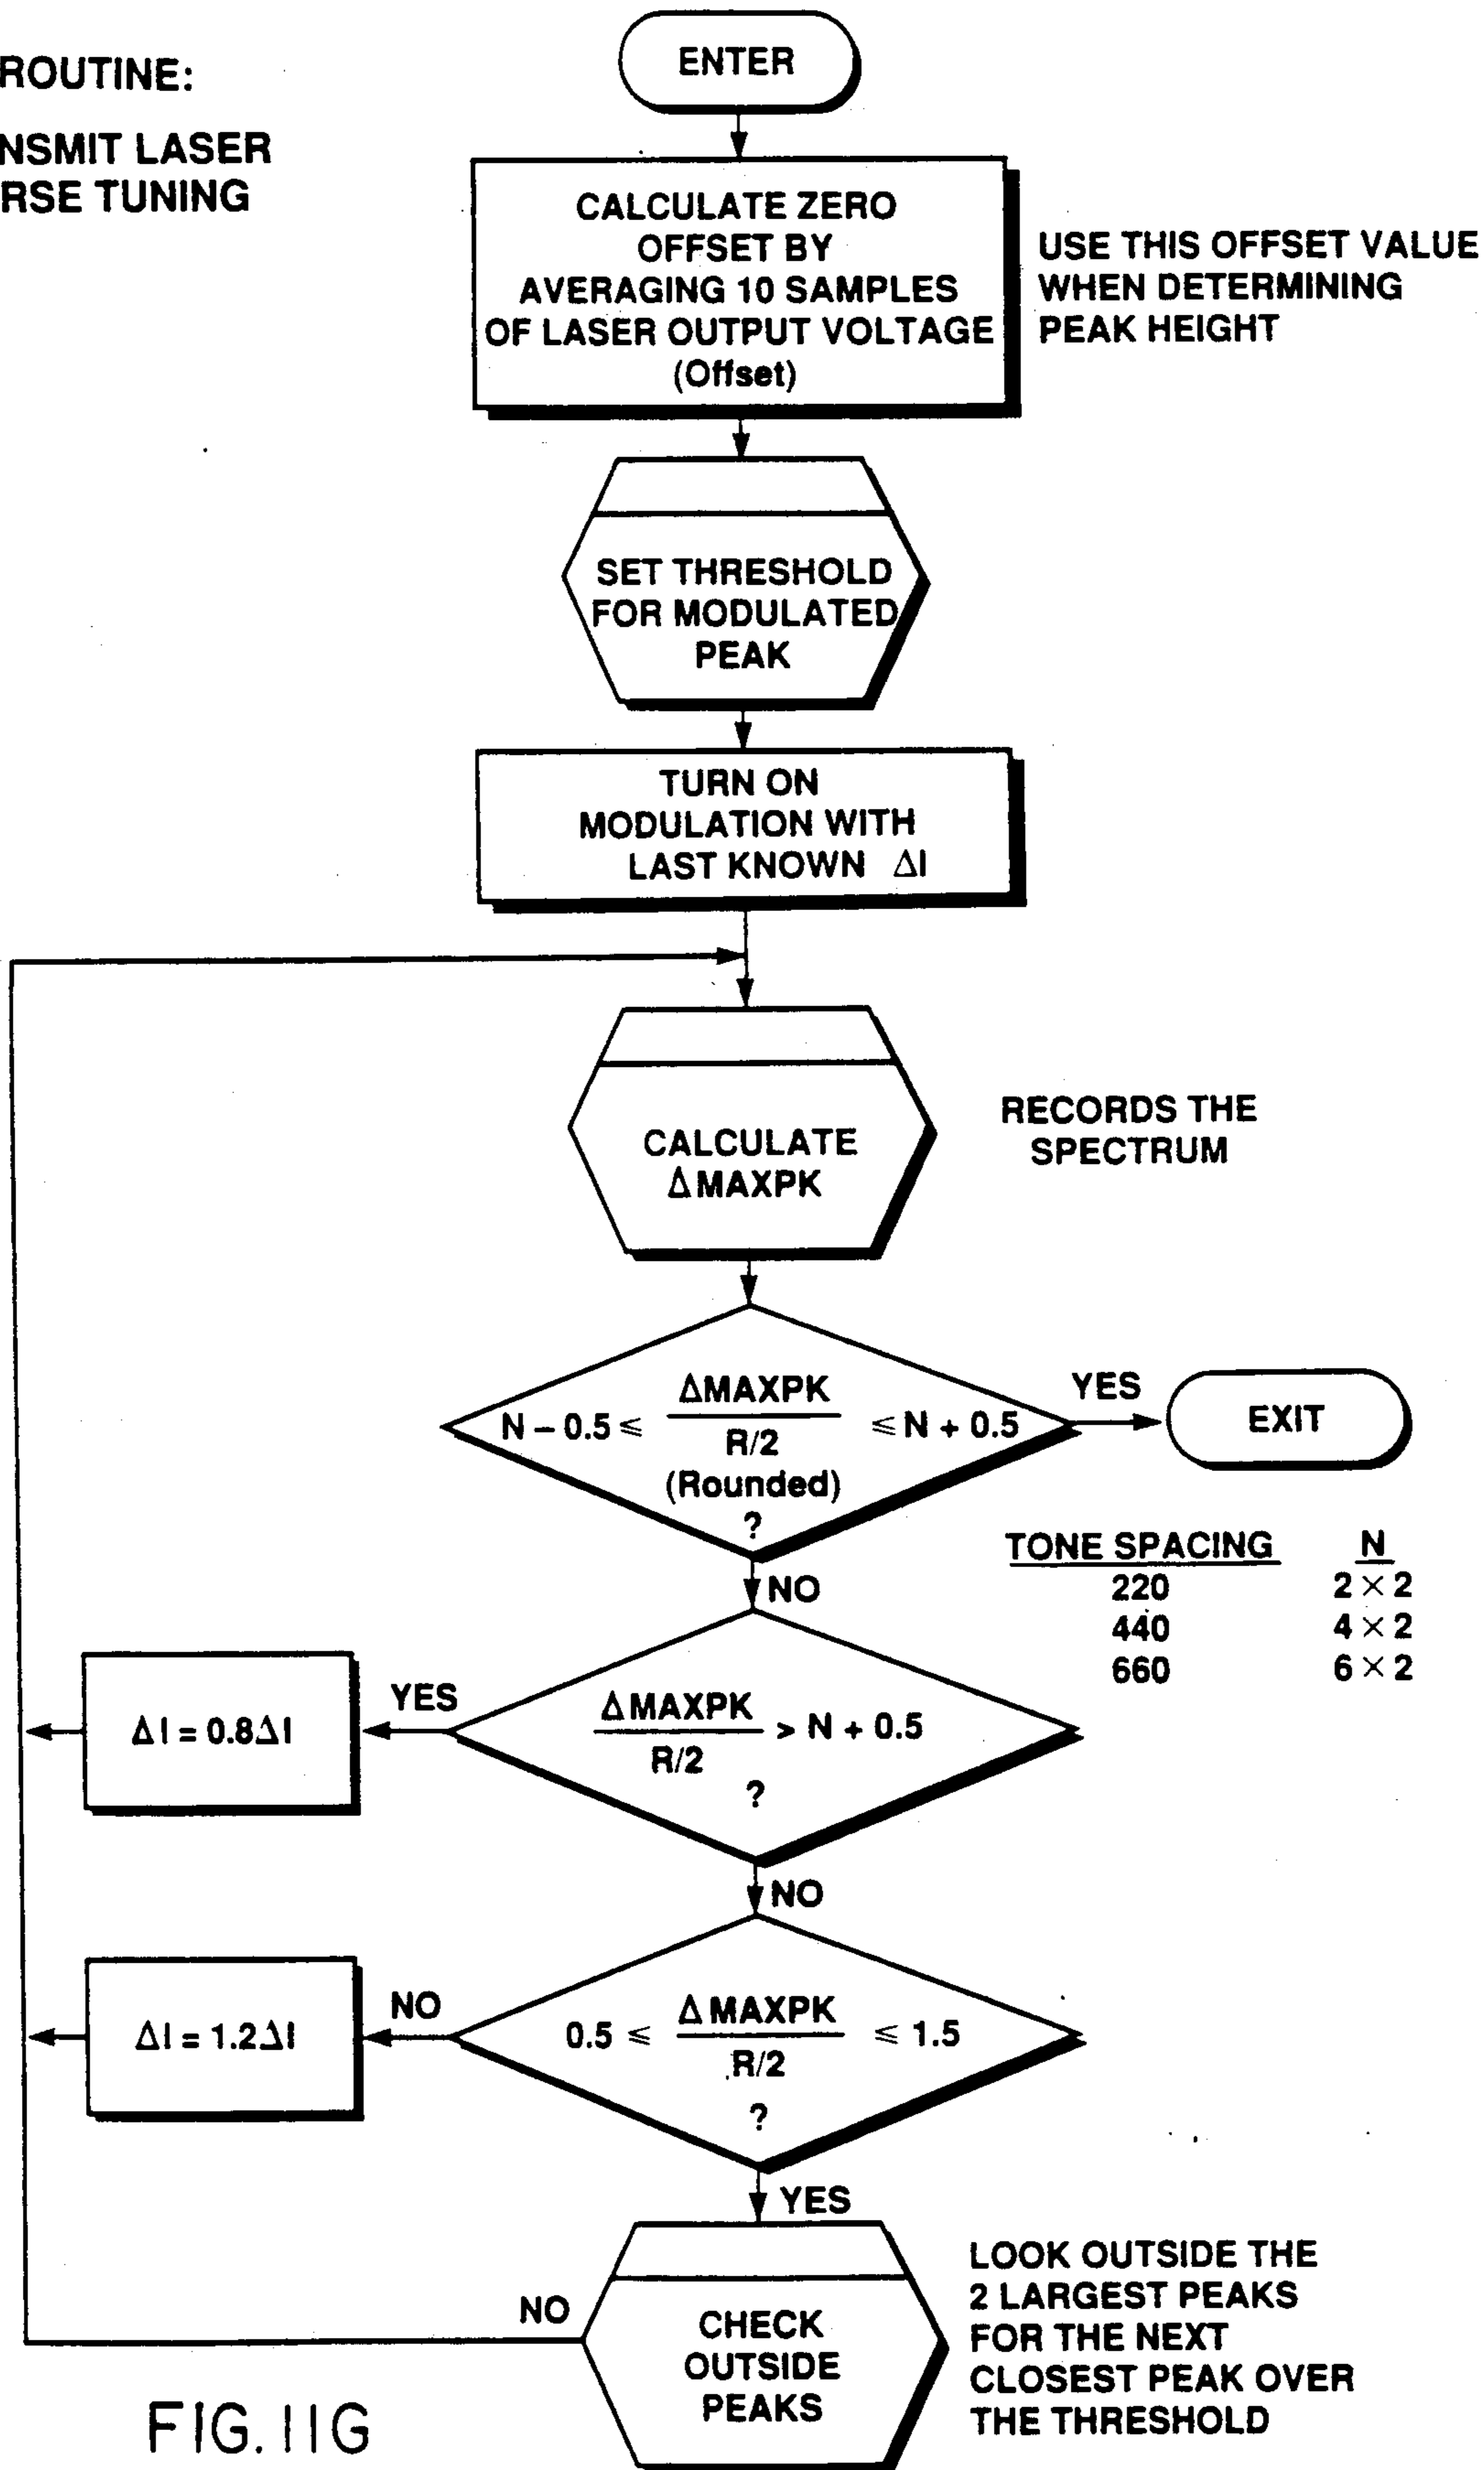 ROUTINE:
NSMIT LASER
RSE TUNING
ENTER
CALCULATE ZERO
OFFSET BY
AVERAGING 10 SAMPLES
OF LASER OUTPUT VOLTAGE
(Offset)
USE THIS OFFSET VALUE
WHEN DETERMINING
PEAK HEIGHT
SET THRESHOLD
FOR MODULATED
PEAK
TURN ON
MODULATION WITH
LAST KNOWN ΔI
CALCULATE
ΔMAXPK
RECORDS THE
SPECTRUM
N – 0.5 ≤ ΔMAXPK / R/2 ≤ N + 0.5
(Rounded)
?
YES
EXIT
NO
TONE SPACING N
220 2 × 2
440 4 × 2
660 6 × 2
ΔMAXPK / R/2 > N + 0.5
?
YES
ΔI = 0.8ΔI
NO
0.5 ≤ ΔMAXPK / R/2 ≤ 1.5
?
NO
ΔI = 1.2ΔI
YES
CHECK
OUTSIDE
PEAKS
NO
LOOK OUTSIDE THE
2 LARGEST PEAKS
FOR THE NEXT
CLOSEST PEAK OVER
THE THRESHOLD
FIG. 11G